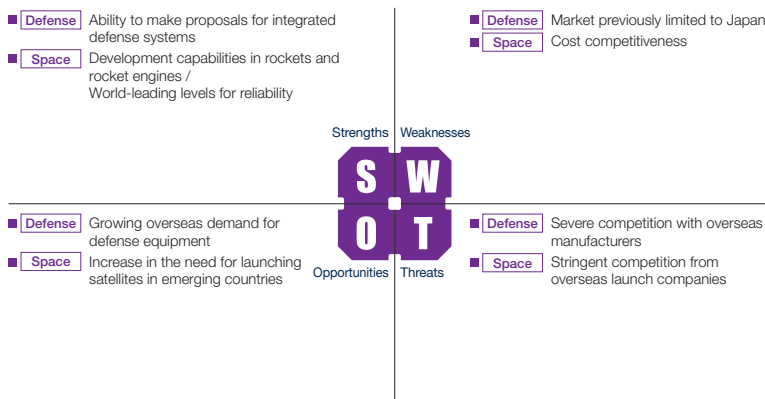 Defense Ability to make proposals for integrated
defense systems
Space Development capabilities in rockets and
rocket engines /
World-leading levels for reliability
Defense Market previously limited to Japan
Space Cost competitiveness
Strengths Weaknesses
S W
O T
Opportunities Threats
Defense Growing overseas demand for
defense equipment
Space Increase in the need for launching
satellites in emerging countries
Defense Severe competition with overseas
manufacturers
Space Stringent competition from
overseas launch companies